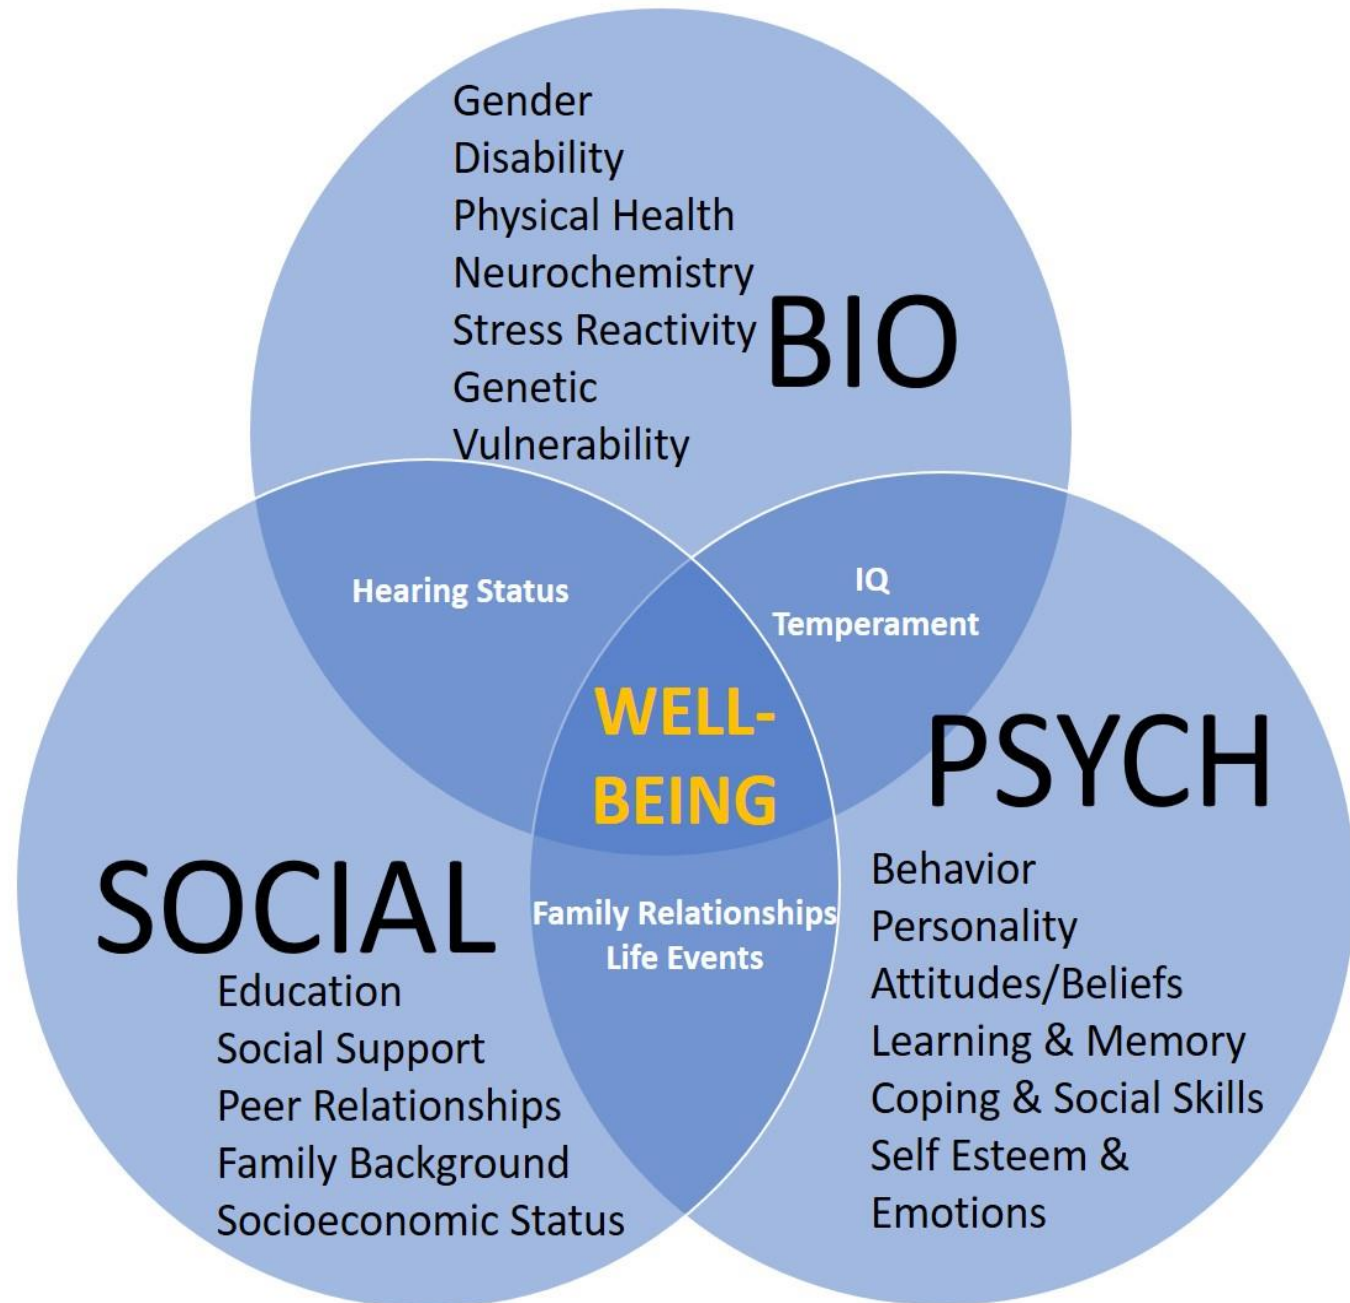 Gender
Disability
Physical Health
Neurochemistry
Stress Reactivity
Genetic
Vulnerability
BIO
Hearing Status
IQ
Temperament
WELL-
BEING
PSYCH
Behavior
Personality
Attitudes/Beliefs
Learning & Memory
Coping & Social Skills
Self Esteem &
Emotions
SOCIAL
Education
Social Support
Peer Relationships
Family Background
Socioeconomic Status
Family Relationships
Life Events